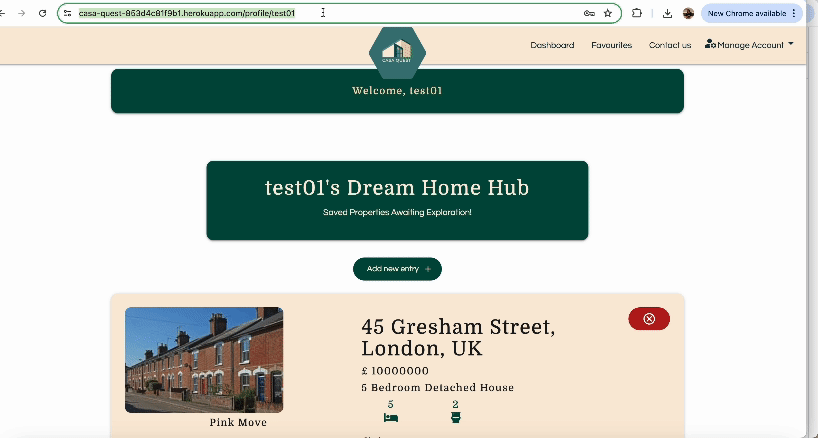 casa-quest-853d4c81f9b1.herokuapp.com/profile/test01
New Chrome available
CASA QUEST
Dashboard
Favourites
Contact us
Manage Account
Welcome, test01
test01's Dream Home Hub
Saved Properties Awaiting Exploration!
Add new entry +
45 Gresham Street,
London, UK
£ 10000000
5 Bedroom Detached House
5
2
Pink Move